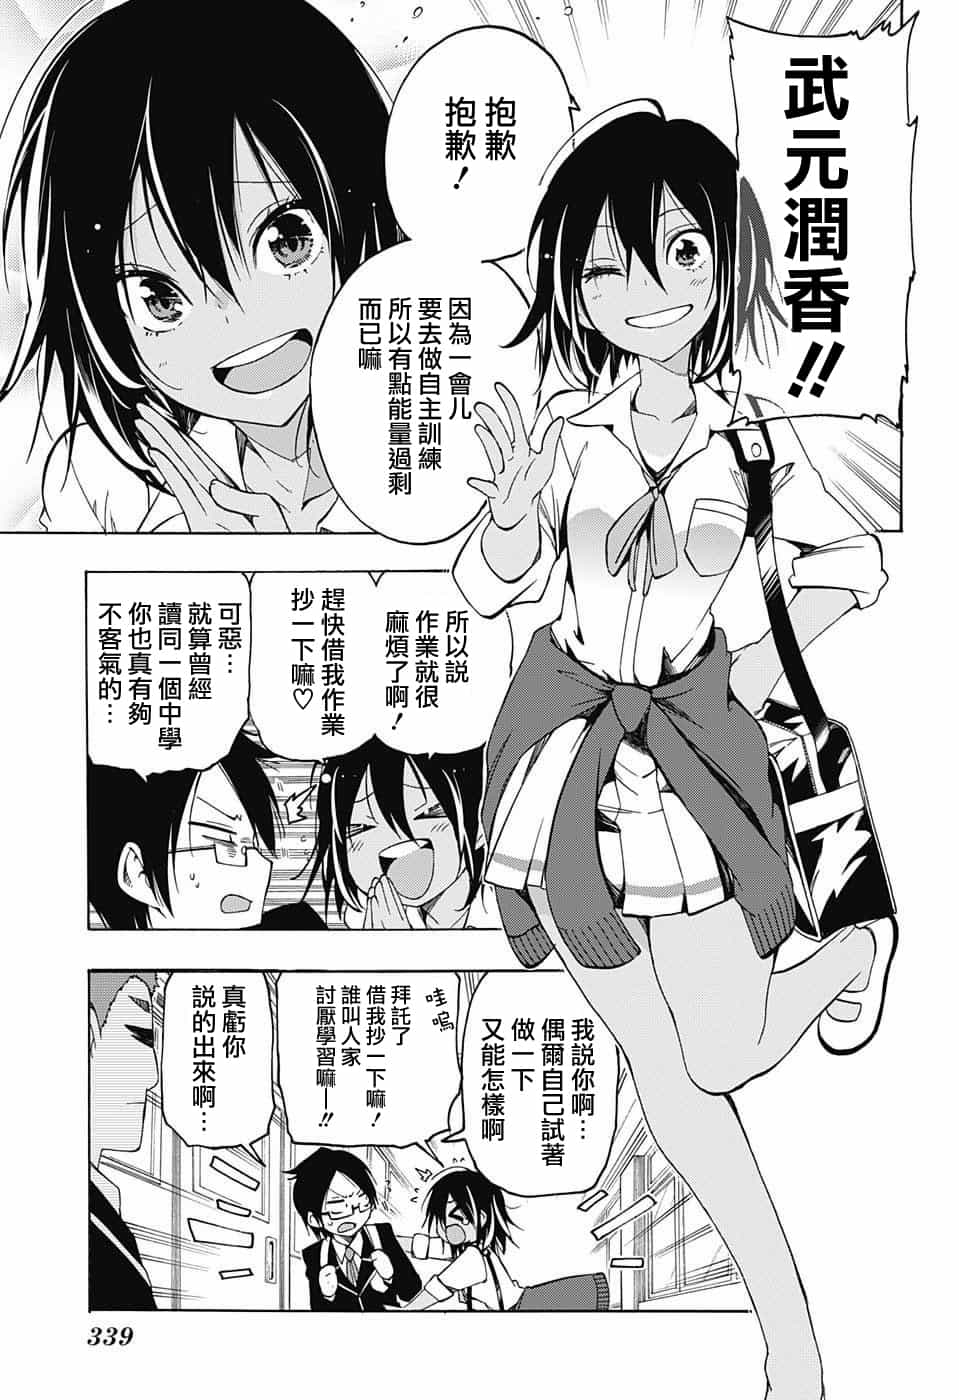 武元潤香!!
抱歉
抱歉!
因為一會儿
要去做自主訓練
所以有點能量過剩
而已嘛
所以說
作業就很
麻煩了啊!
趕快借我作業
抄一下嘛♡
可惡…
就算曾經
讀同一個中學
你也真有夠
不客氣的…
我說你啊…
偶爾自己試著
做一下
又能怎樣啊
哇嗚
拜託了
借我抄一下嘛!
誰叫人家
討厭學習嘛—!!
真虧你
說的出來啊…
339